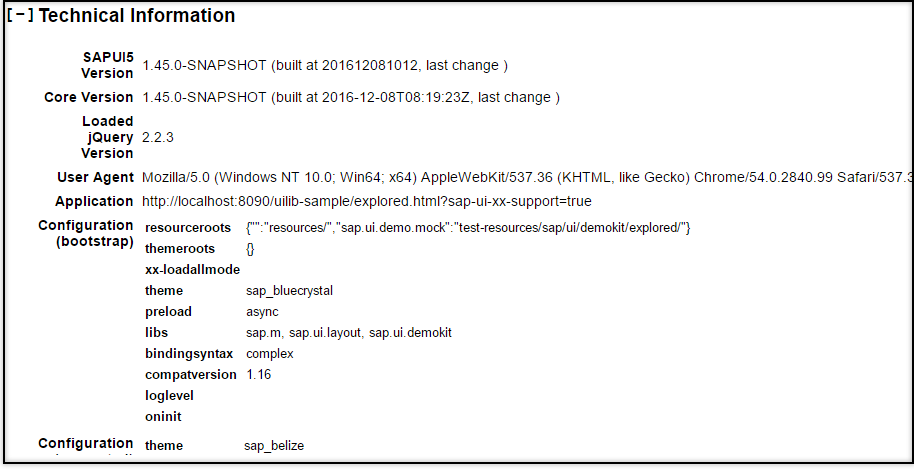 [-] Technical Information
SAPUI5
Version 1.45.0-SNAPSHOT (built at 201612081012, last change )
Core Version 1.45.0-SNAPSHOT (built at 2016-12-08T08:19:23Z, last change )
Loaded
jQuery 2.2.3
Version
User Agent Mozilla/5.0 (Windows NT 10.0; Win64; x64) AppleWebKit/537.36 (KHTML, like Gecko) Chrome/54.0.2840.99 Safari/537.3
Application http://localhost:8090/uilib-sample/explored.html?sap-ui-xx-support=true
Configuration resourceroots {"":"resources/","sap.ui.demo.mock":"test-resources/sap/ui/demokit/explored/"}
(bootstrap) themeroots {}
xx-loadallmode
theme sap_bluecrystal
preload async
libs sap.m, sap.ui.layout, sap.ui.demokit
bindingsyntax complex
compatversion 1.16
loglevel
oninit
Configuration theme sap_belize